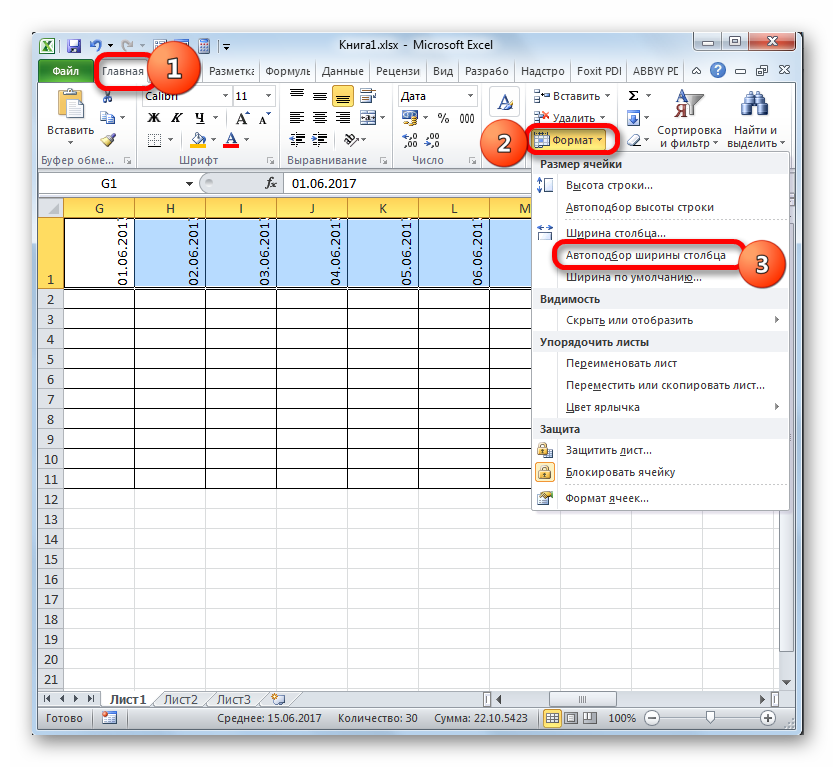 Книга1.xlsx - Microsoft Excel
Файл Главная 1 Разметка Формуль Данные Рецензи Вид Разрабо Надстро Foxit PDI ABBYY PC
Calibri 11 Дата Вставить Σ
Вставить Ж К Ч % 000 2 Удалить Сортировка Найти и
Формат и фильтр выделить
Буфер обме... Шрифт Выравнивание Число
G1 fx 01.06.2017
Размер ячейки
Высота строки...
Автоподбор высоты строки
Ширина столбца...
Автоподбор ширины столбца 3
Ширина по умолчанию...
Видимость
Скрыть или отобразить
Упорядочить листы
Переименовать лист
Переместить или скопировать лист...
Цвет ярлычка
Защита
Защитить лист...
Блокировать ячейку
Формат ячеек...
G H I J K L M
1 01.06.201 02.06.201 03.06.201 04.06.201 05.06.201 06.06.201
2
3
4
5
6
7
8
9
10
11
12
13
14
15
16
17
18
19
20
21
Лист1 Лист2 Лист3
Готово Среднее: 15.06.2017 Количество: 30 Сумма: 22.10.5423 100%